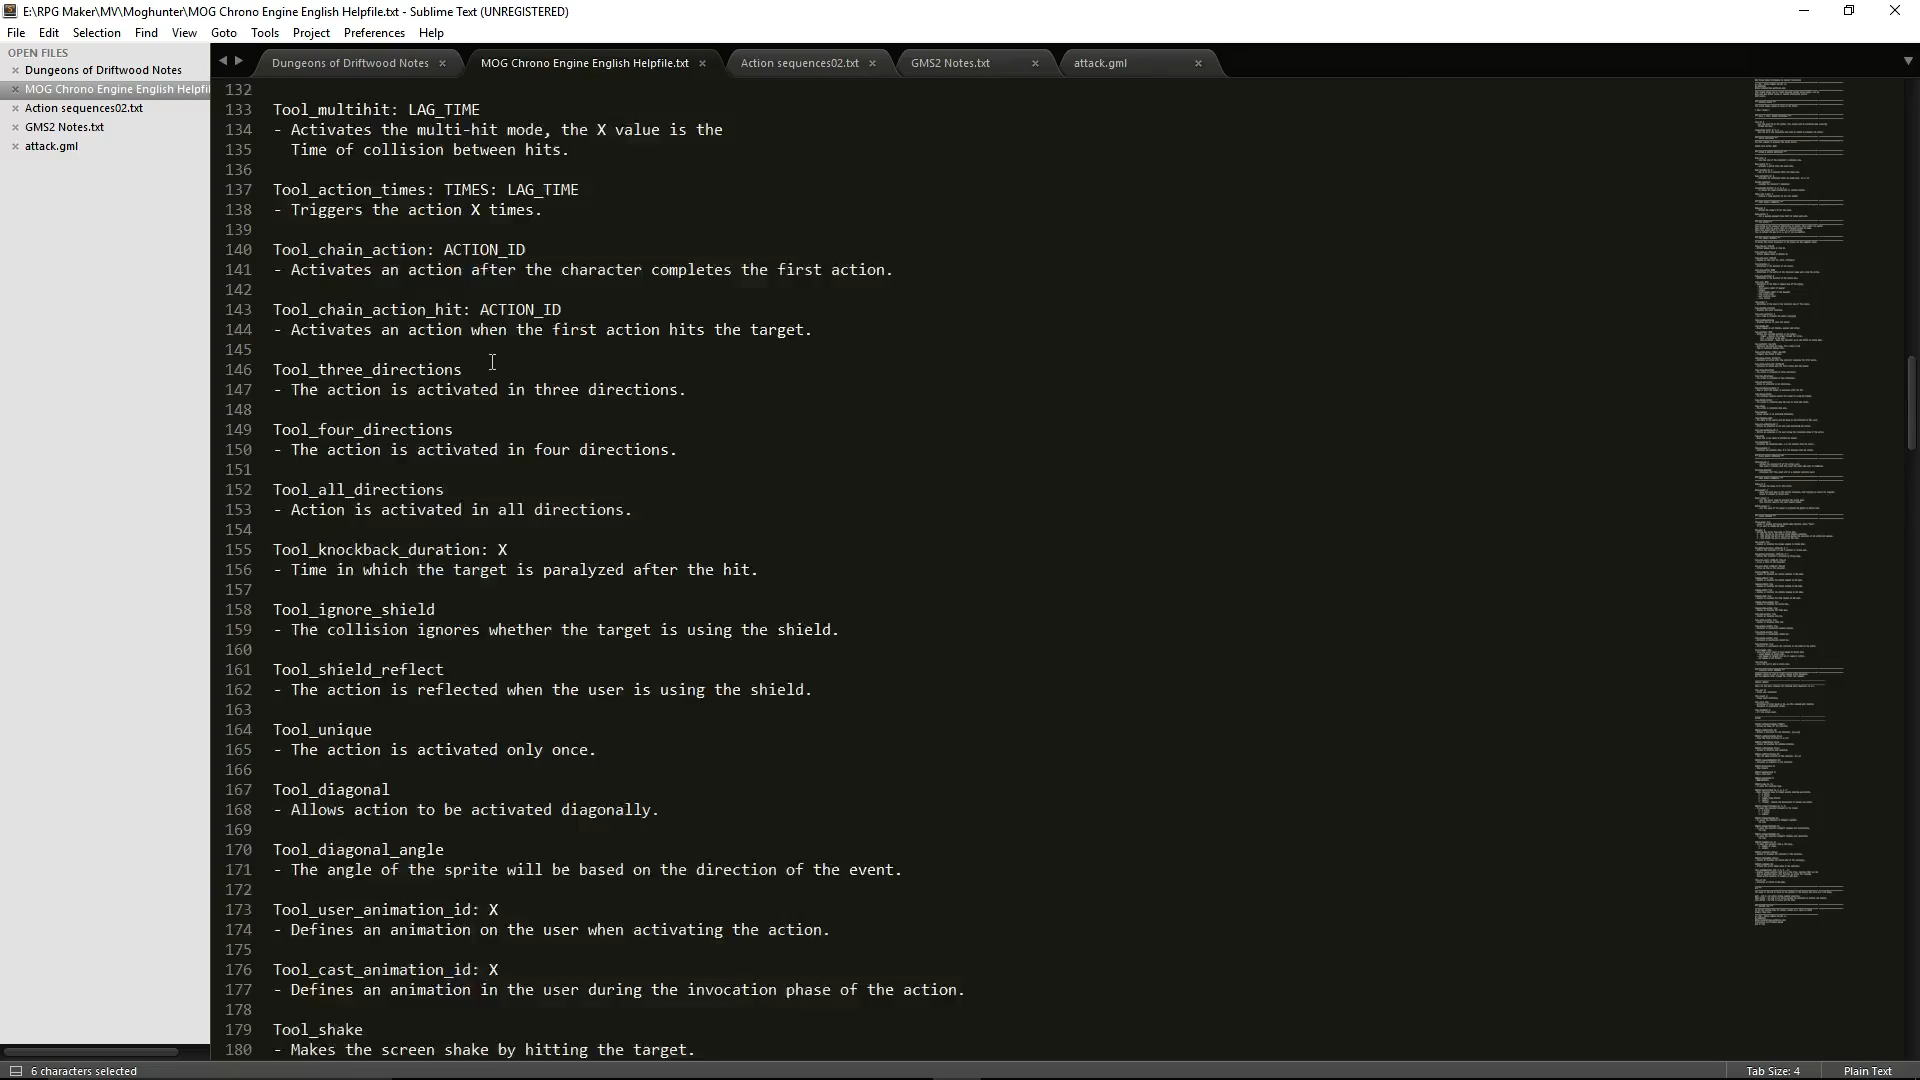 E:\RPG Maker\MV\Moghunter\MOG Chrono Engine English Helpfile.txt - Sublime Text (UNREGISTERED)
File Edit Selection Find View Goto Tools Project Preferences Help
OPEN FILES
Dungeons of Driftwood Notes
MOG Chrono Engine English Helpfil
Action sequences02.txt
GMS2 Notes.txt
attack.gml
Dungeons of Driftwood Notes
MOG Chrono Engine English Helpfile.txt
Action sequences02.txt
GMS2 Notes.txt
attack.gml
132
133 Tool_multihit: LAG_TIME
134 - Activates the multi-hit mode, the X value is the
135 Time of collision between hits.
136
137 Tool_action_times: TIMES: LAG_TIME
138 - Triggers the action X times.
139
140 Tool_chain_action: ACTION_ID
141 - Activates an action after the character completes the first action.
142
143 Tool_chain_action_hit: ACTION_ID
144 - Activates an action when the first action hits the target.
145
146 Tool_three_directions
147 - The action is activated in three directions.
148
149 Tool_four_directions
150 - The action is activated in four directions.
151
152 Tool_all_directions
153 - Action is activated in all directions.
154
155 Tool_knockback_duration: X
156 - Time in which the target is paralyzed after the hit.
157
158 Tool_ignore_shield
159 - The collision ignores whether the target is using the shield.
160
161 Tool_shield_reflect
162 - The action is reflected when the user is using the shield.
163
164 Tool_unique
165 - The action is activated only once.
166
167 Tool_diagonal
168 - Allows action to be activated diagonally.
169
170 Tool_diagonal_angle
171 - The angle of the sprite will be based on the direction of the event.
172
173 Tool_user_animation_id: X
174 - Defines an animation on the user when activating the action.
175
176 Tool_cast_animation_id: X
177 - Defines an animation in the user during the invocation phase of the action.
178
179 Tool_shake
180 - Makes the screen shake by hitting the target.
6 characters selected
Tab Size: 4
Plain Text